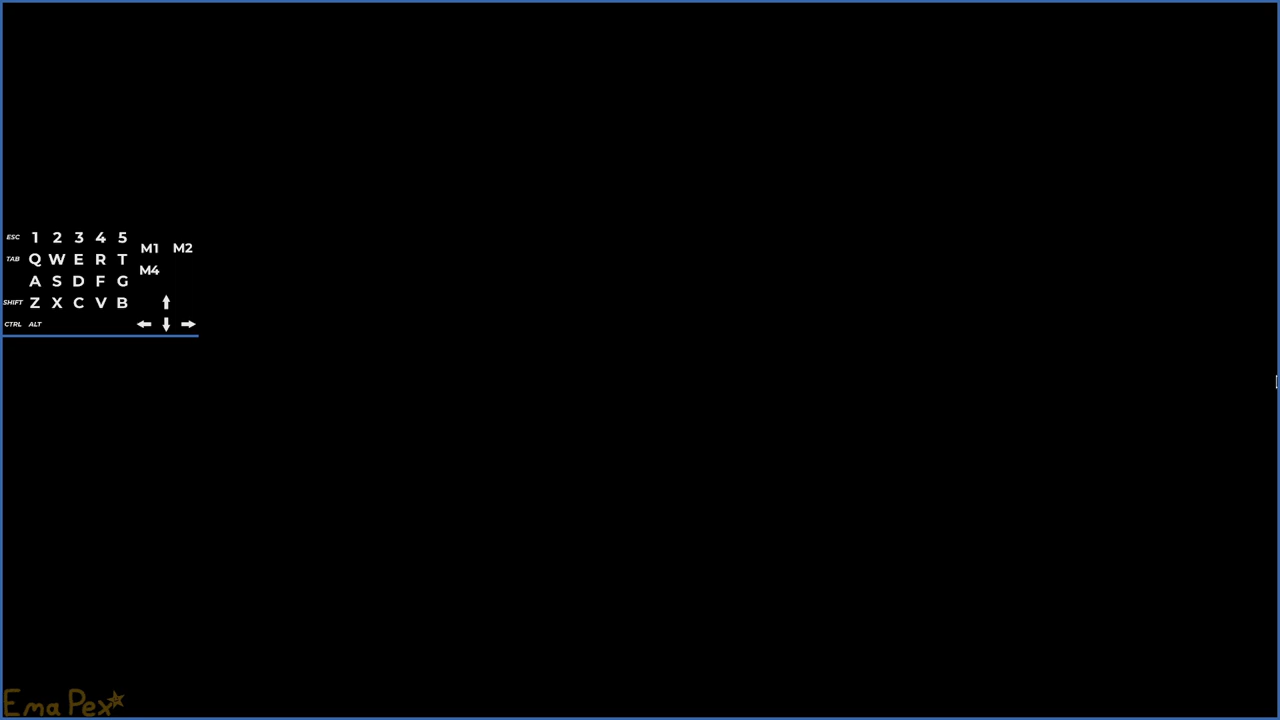 ESC 1 2 3 4 5
M1 M2
TAB Q W E R T
M4
A S D F G
SHIFT Z X C V B
CTRL ALT
Ema Pex